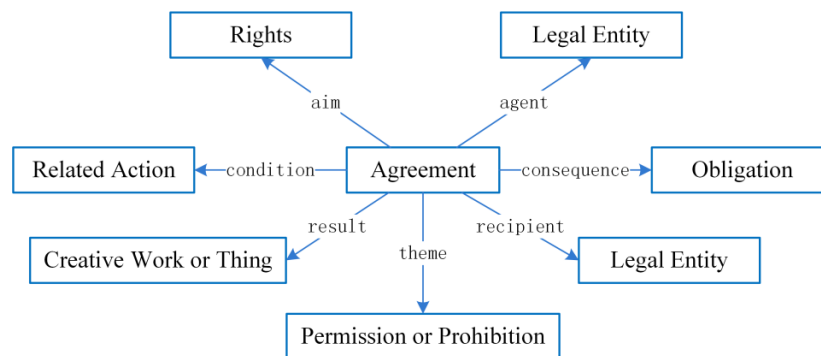 Rights
Legal Entity
aim
agent
Related Action
condition
Agreement
consequence
Obligation
result
recipient
Creative Work or Thing
theme
Legal Entity
Permission or Prohibition